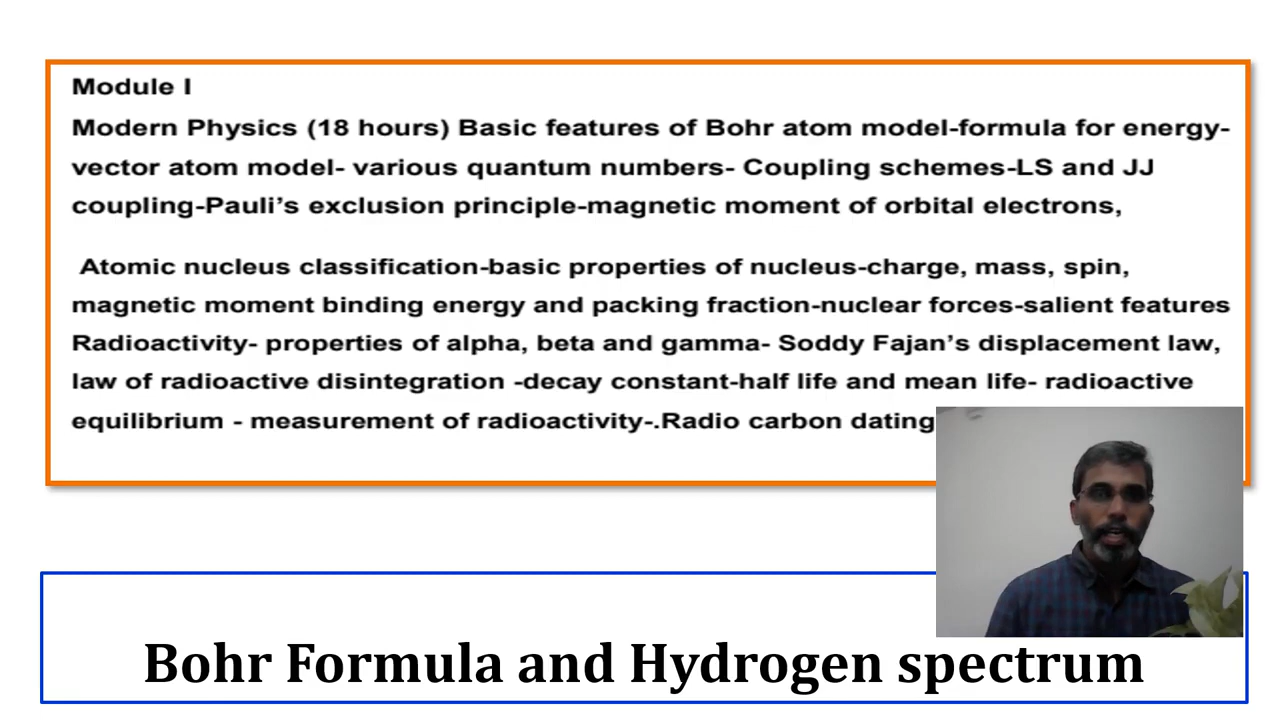 Module I
Modern Physics (18 hours) Basic features of Bohr atom model-formula for energy-
vector atom model- various quantum numbers- Coupling schemes-LS and JJ
coupling-Pauli’s exclusion principle-magnetic moment of orbital electrons,
Atomic nucleus classification-basic properties of nucleus-charge, mass, spin,
magnetic moment binding energy and packing fraction-nuclear forces-salient features
Radioactivity- properties of alpha, beta and gamma- Soddy Fajan’s displacement law,
law of radioactive disintegration -decay constant-half life and mean life- radioactive
equilibrium - measurement of radioactivity-.Radio carbon dating
Bohr Formula and Hydrogen spectrum